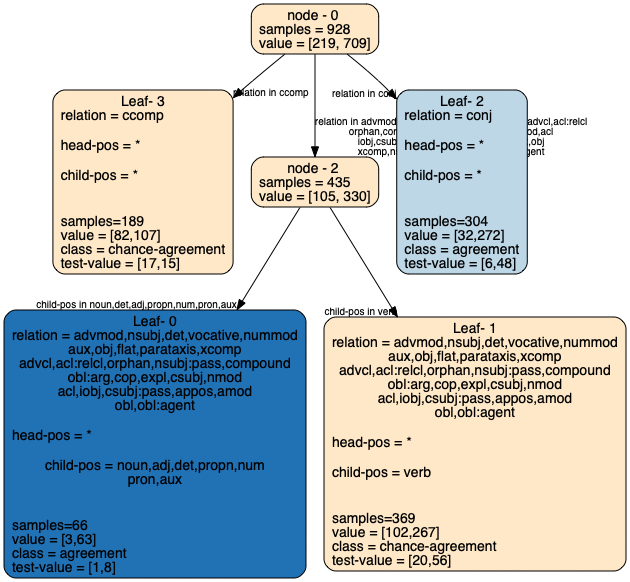 node - 0
samples = 928
value = [219, 709]
relation in ccomp
relation in conj
Leaf- 3
relation = ccomp
head-pos = *
child-pos = *
samples=189
value = [82,107]
class = chance-agreement
test-value = [17,15]
relation in advmod
advcl,acl:relcl
orphan,
iobj,csub
xcomp,
node - 2
samples = 435
value = [105, 330]
Leaf- 2
relation = conj
head-pos = *
child-pos = *
samples=304
value = [32,272]
class = agreement
test-value = [6,48]
child-pos in noun,det,adj,propn,num,pron,aux
child-pos in verb
Leaf- 0
relation = advmod,nsubj,det,vocative,nummod
aux,obj,flat,parataxis,xcomp
advcl,acl:relcl,orphan,nsubj:pass,compound
obl:arg,cop,expl,csubj,nmod
acl,iobj,csubj:pass,appos,amod
obl,obl:agent
head-pos = *
child-pos = noun,adj,det,propn,num
pron,aux
samples=66
value = [3,63]
class = agreement
test-value = [1,8]
Leaf- 1
relation = advmod,nsubj,det,vocative,nummod
aux,obj,flat,parataxis,xcomp
advcl,acl:relcl,orphan,nsubj:pass,compound
obl:arg,cop,expl,csubj,nmod
acl,iobj,csubj:pass,appos,amod
obl,obl:agent
head-pos = *
child-pos = verb
samples=369
value = [102,267]
class = chance-agreement
test-value = [20,56]